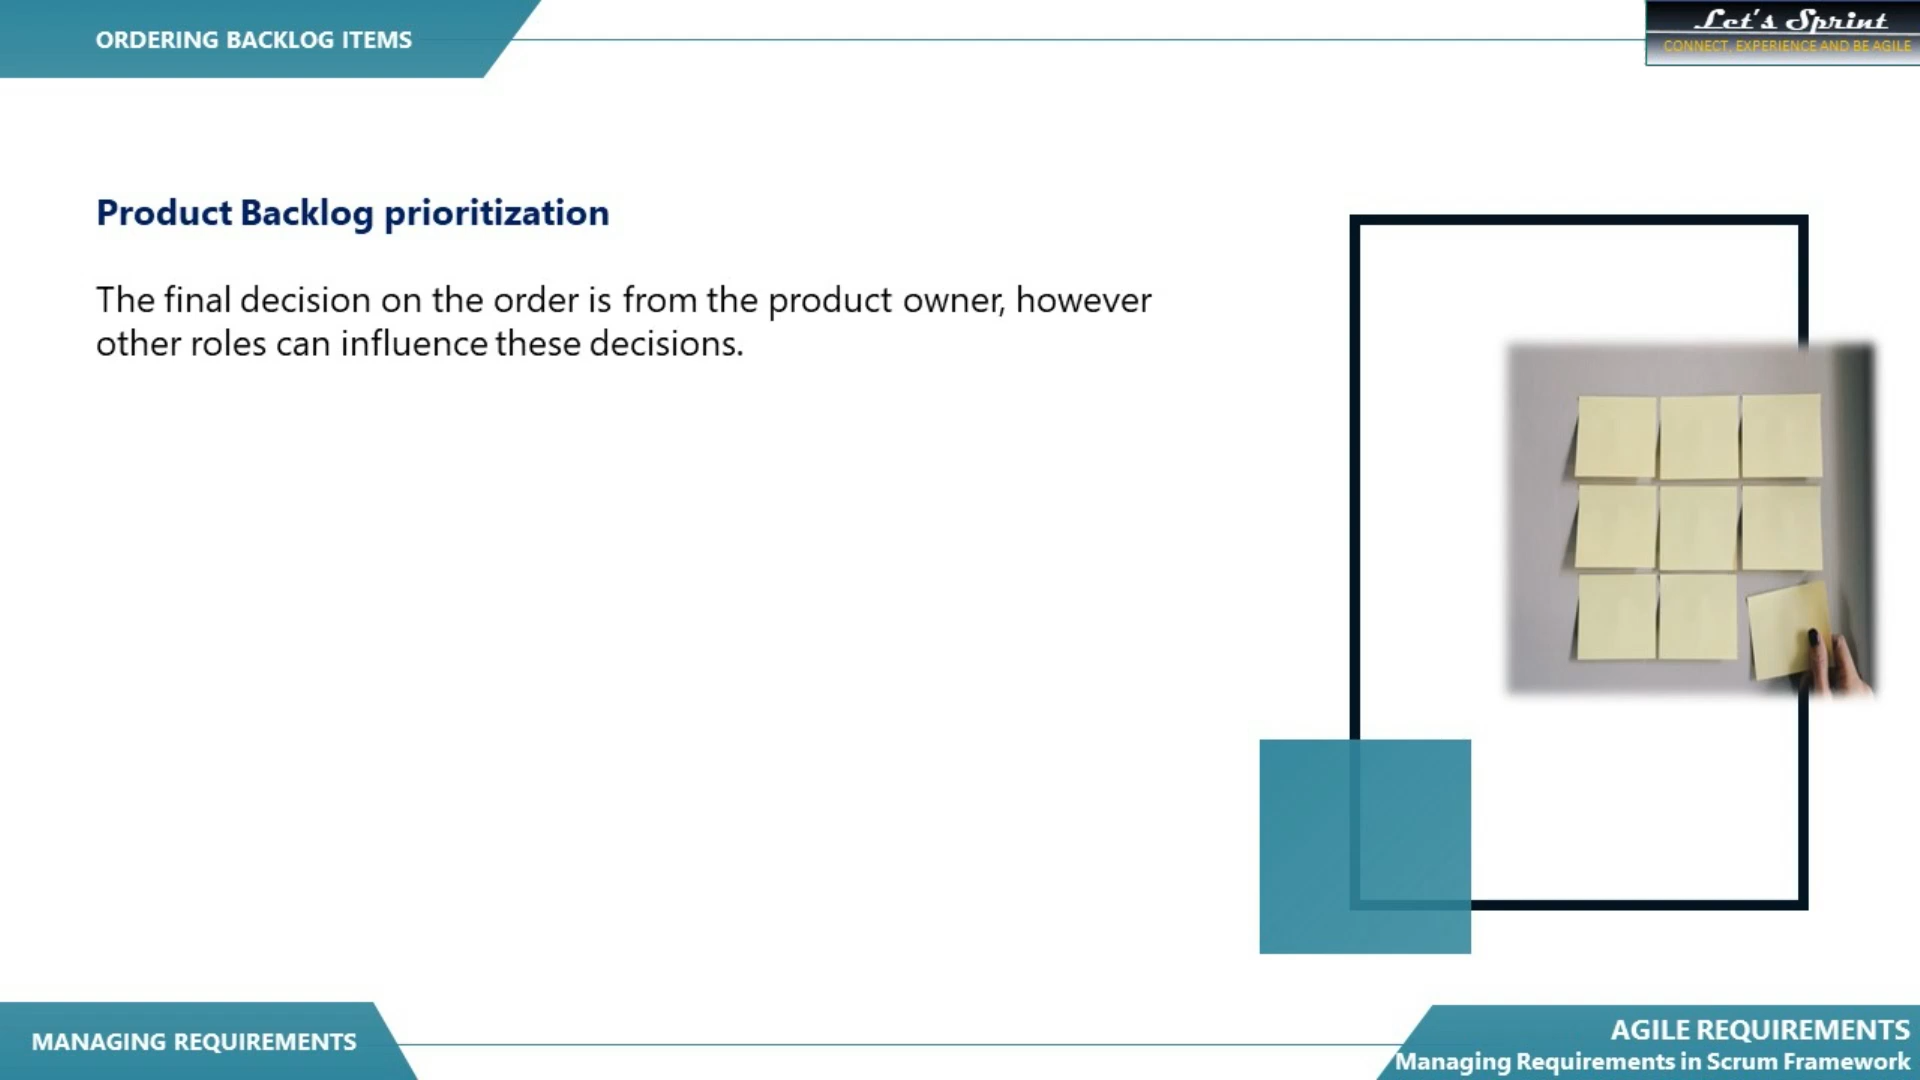 ORDERING BACKLOG ITEMS
Let's Sprint
CONNECT, EXPERIENCE AND BE AGILE
Product Backlog prioritization
The final decision on the order is from the product owner, however
other roles can influence these decisions.
MANAGING REQUIREMENTS
AGILE REQUIREMENTS
Managing Requirements in Scrum Framework